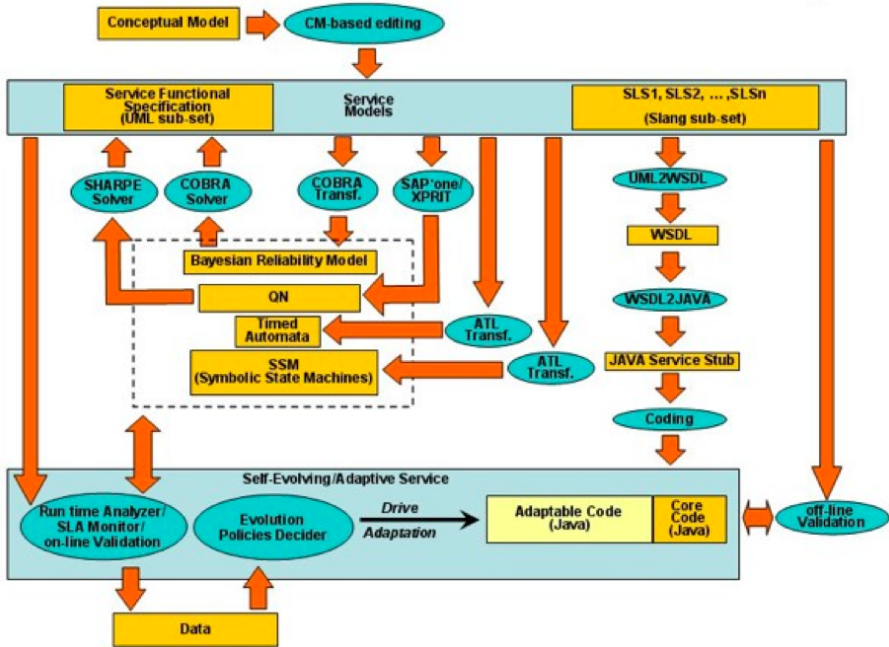 Conceptual Model
CM-based editing
Service Functional
Specification
(UML sub-set)
Service
Models
SLS1, SLS2, ... ,SLSn
(Slang sub-set)
SHARPE
Solver
COBRA
Solver
COBRA
Transf.
SAP'one/
XPRIT
UML2WSDL
WSDL
Bayesian Reliability Model
QN
WSDL2JAVA
Timed
Automata
ATL
Transf.
SSM
(Symbolic State Machines)
ATL
Transf.
JAVA Service Stub
Coding
Self-Evolving/Adaptive Service
Run time Analyzer/
SLA Monitor/
on-line Validation
Evolution
Policies Decider
Drive
Adaptation
Adaptable Code
(Java)
Core
Code
(Java)
off-line
Validation
Data